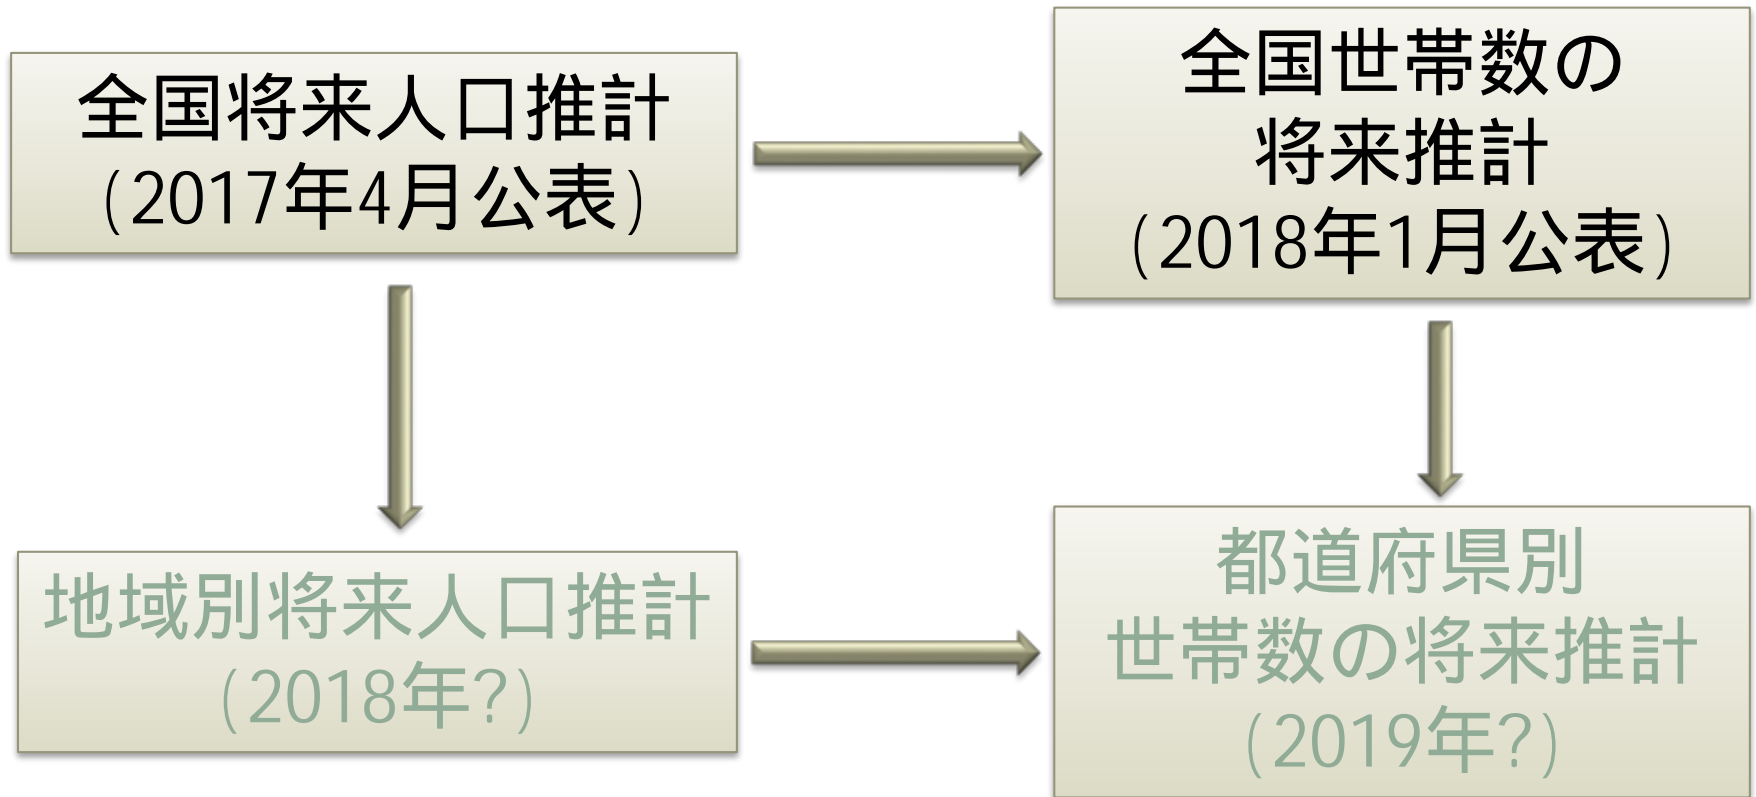 全国将来人口推計
(2017年4月公表)
全国世帯数の
将来推計
(2018年1月公表)
地域別将来人口推計
(2018年?)
都道府県別
世帯数の将来推計
(2019年?)